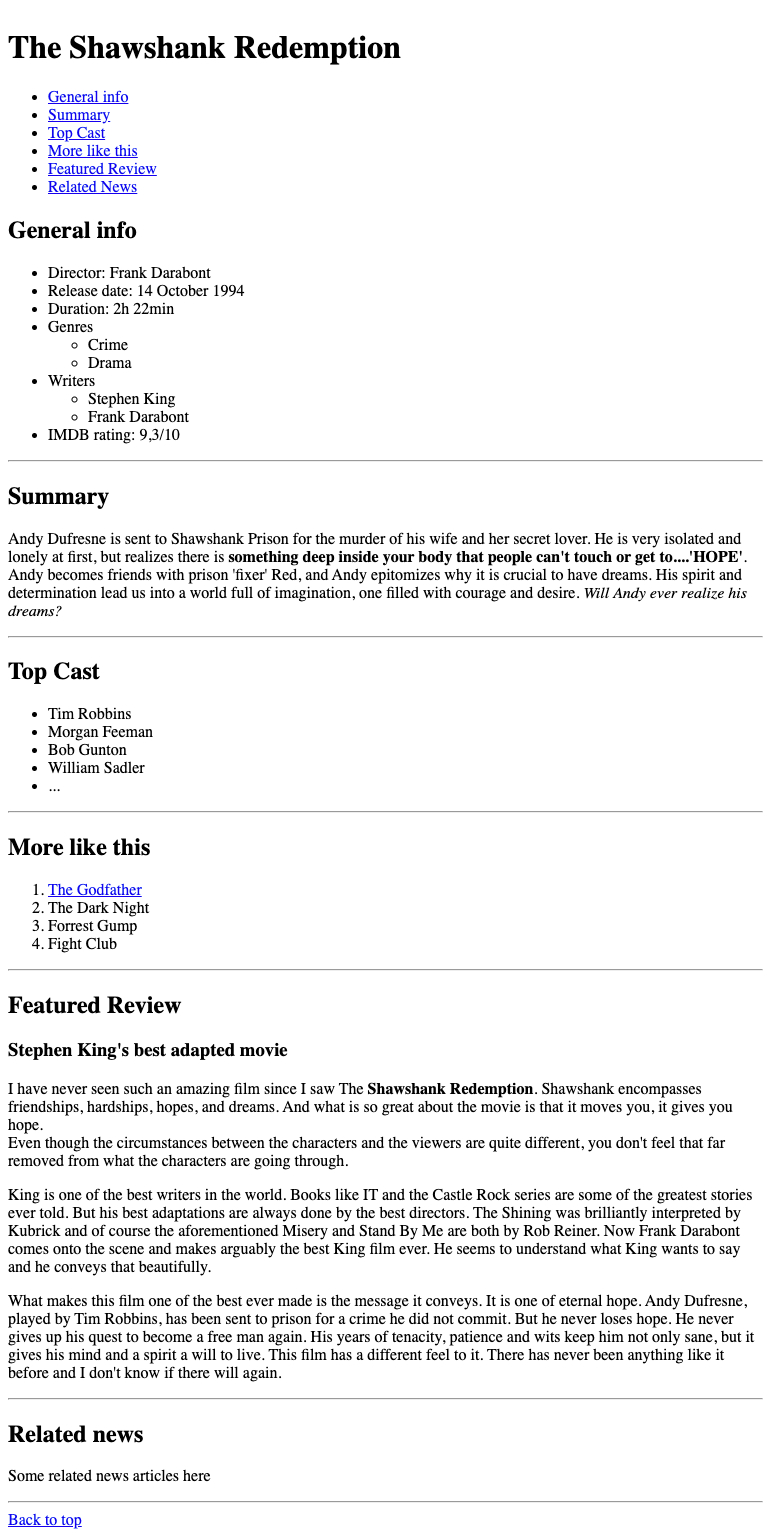 The Shawshank Redemption
General info
Summary
Top Cast
More like this
Featured Review
Related News
General info
Director: Frank Darabont
Release date: 14 October 1994
Duration: 2h 22min
Genres
Crime
Drama
Writers
Stephen King
Frank Darabont
IMDB rating: 9,3/10
Summary
Andy Dufresne is sent to Shawshank Prison for the murder of his wife and her secret lover. He is very isolated and
lonely at first, but realizes there is something deep inside your body that people can't touch or get to....'HOPE'.
Andy becomes friends with prison 'fixer' Red, and Andy epitomizes why it is crucial to have dreams. His spirit and
determination lead us into a world full of imagination, one filled with courage and desire. Will Andy ever realize his
dreams?
Top Cast
Tim Robbins
Morgan Feeman
Bob Gunton
William Sadler
...
More like this
1. The Godfather
2. The Dark Night
3. Forrest Gump
4. Fight Club
Featured Review
Stephen King's best adapted movie
I have never seen such an amazing film since I saw The Shawshank Redemption. Shawshank encompasses
friendships, hardships, hopes, and dreams. And what is so great about the movie is that it moves you, it gives you
hope.
Even though the circumstances between the characters and the viewers are quite different, you don't feel that far
removed from what the characters are going through.
King is one of the best writers in the world. Books like IT and the Castle Rock series are some of the greatest stories
ever told. But his best adaptations are always done by the best directors. The Shining was brilliantly interpreted by
Kubrick and of course the aforementioned Misery and Stand By Me are both by Rob Reiner. Now Frank Darabont
comes onto the scene and makes arguably the best King film ever. He seems to understand what King wants to say
and he conveys that beautifully.
What makes this film one of the best ever made is the message it conveys. It is one of eternal hope. Andy Dufresne,
played by Tim Robbins, has been sent to prison for a crime he did not commit. But he never loses hope. He never
gives up his quest to become a free man again. His years of tenacity, patience and wits keep him not only sane, but it
gives his mind and a spirit a will to live. This film has a different feel to it. There has never been anything like it
before and I don't know if there will again.
Related news
Some related news articles here
Back to top